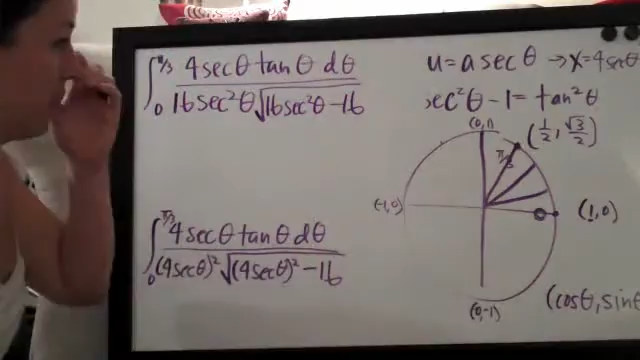 ∫₀^{π/3} 4secθ tanθ dθ / 16sec²θ√16sec²θ - 16
u = a secθ → x = 4secθ
sec²θ - 1 = tan²θ
(0,1)
(1/2, √3/2)
π/3
(-1,0)
(1,0)
∫₀^{π/3} 4secθ tanθ dθ / (4secθ)²√(4secθ)² - 16
(cosθ, sinθ
(0,-1)